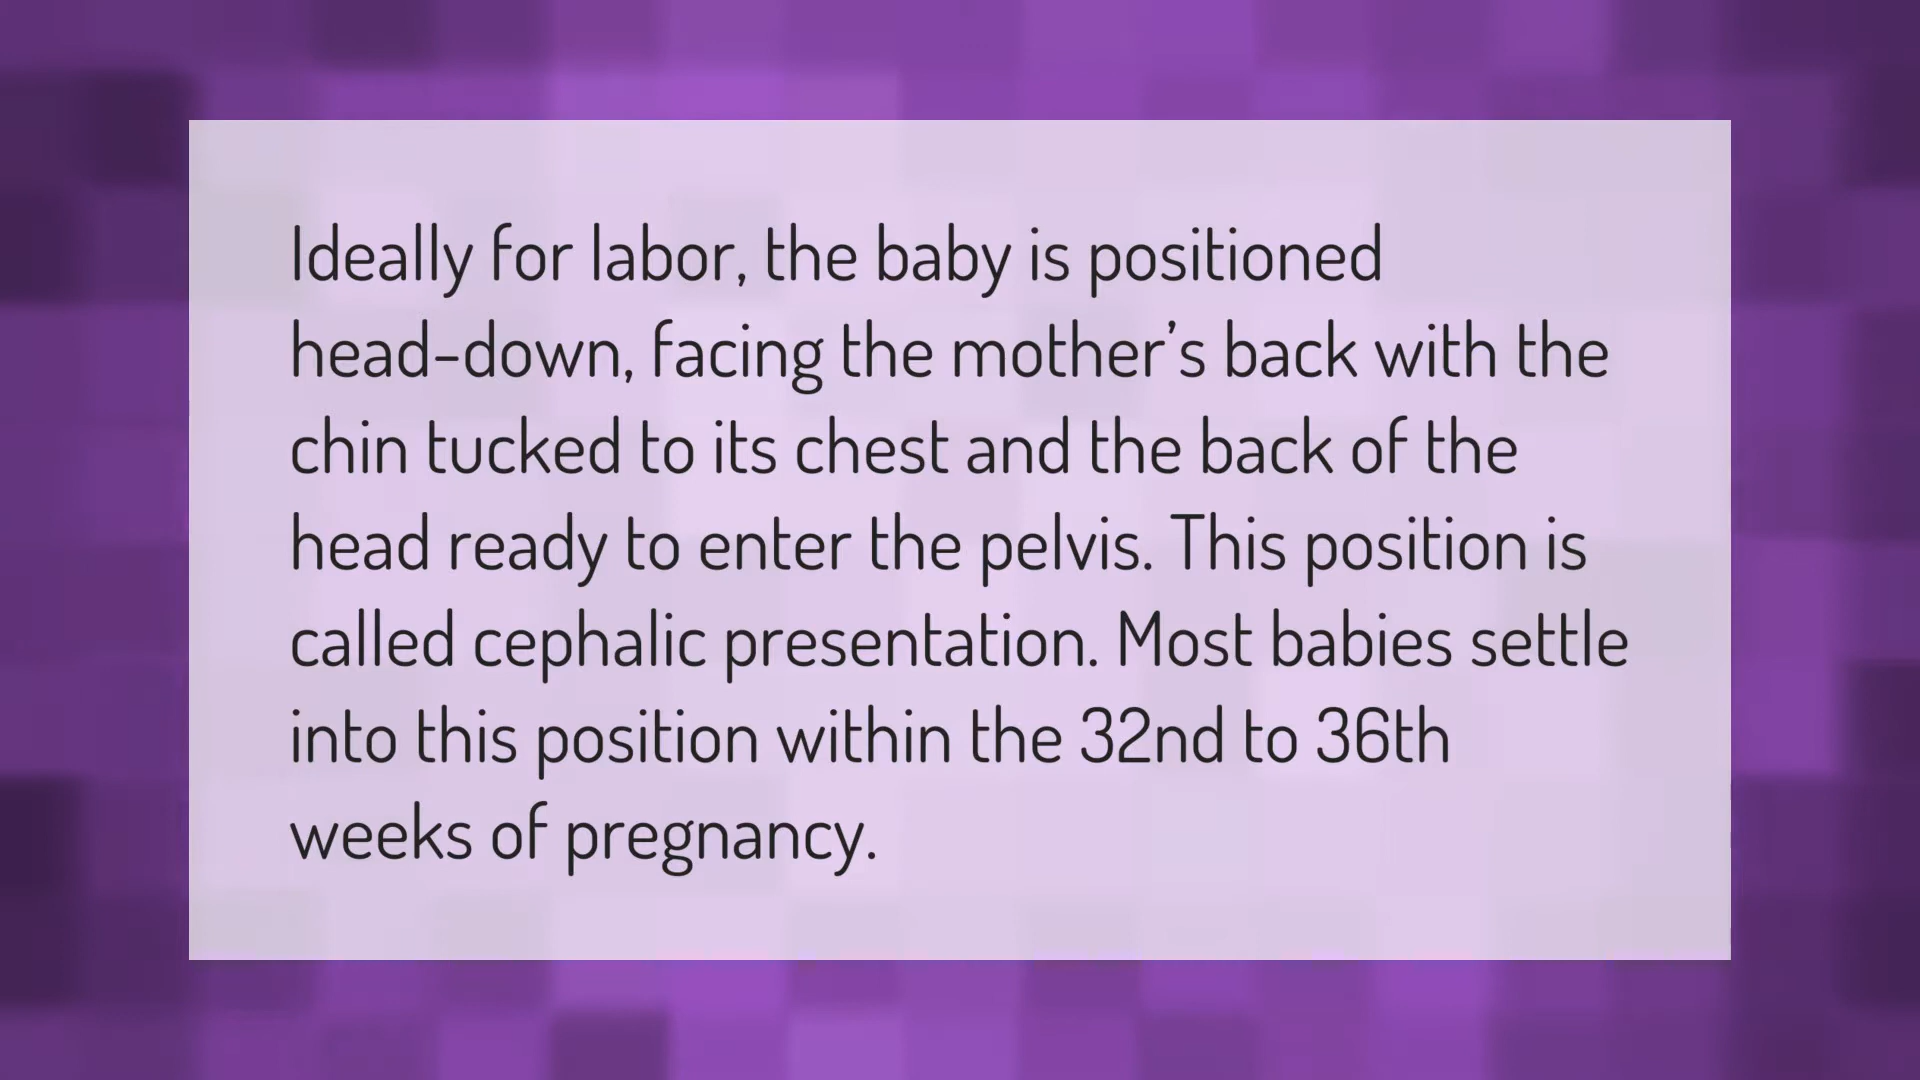 Ideally for labor, the baby is positioned
head-down, facing the mother's back with the
chin tucked to its chest and the back of the
head ready to enter the pelvis. This position is
called cephalic presentation. Most babies settle
into this position within the 32nd to 36th
weeks of pregnancy.